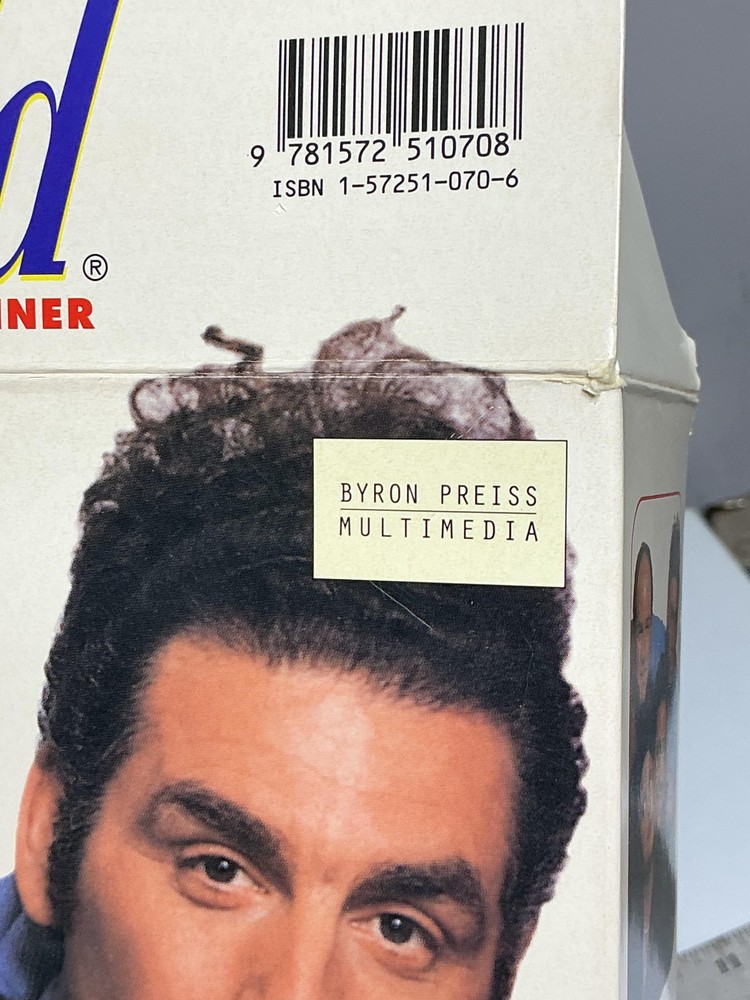 d®
INER
9 781572 510708
ISBN 1-57251-070-6
BYRON PREISS
MULTIMEDIA